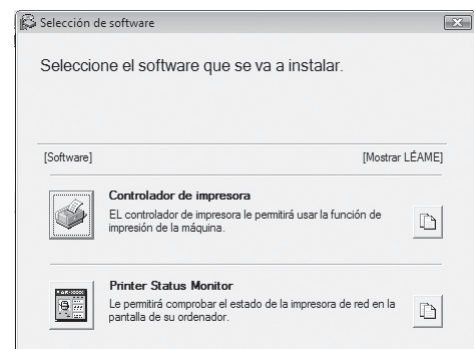 Selección de software
Seleccione el software que se va a instalar.
[Software] [Mostrar LÉAME]
Controlador de impresora
EL controlador de impresora le permitirá usar la función de
impresión de la máquina.
Printer Status Monitor
Le permitirá comprobar el estado de la impresora de red en la
pantalla de su ordenador.